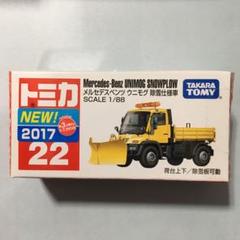 トミカ
NEW!
2017
22
Mercedes-Benz UNIMOG SNOWPLOW
メルセデスベンツ ウニモグ 除雪仕様車
SCALE 1/88
TAKARA
TOMY
荷台上下／除雪板可動